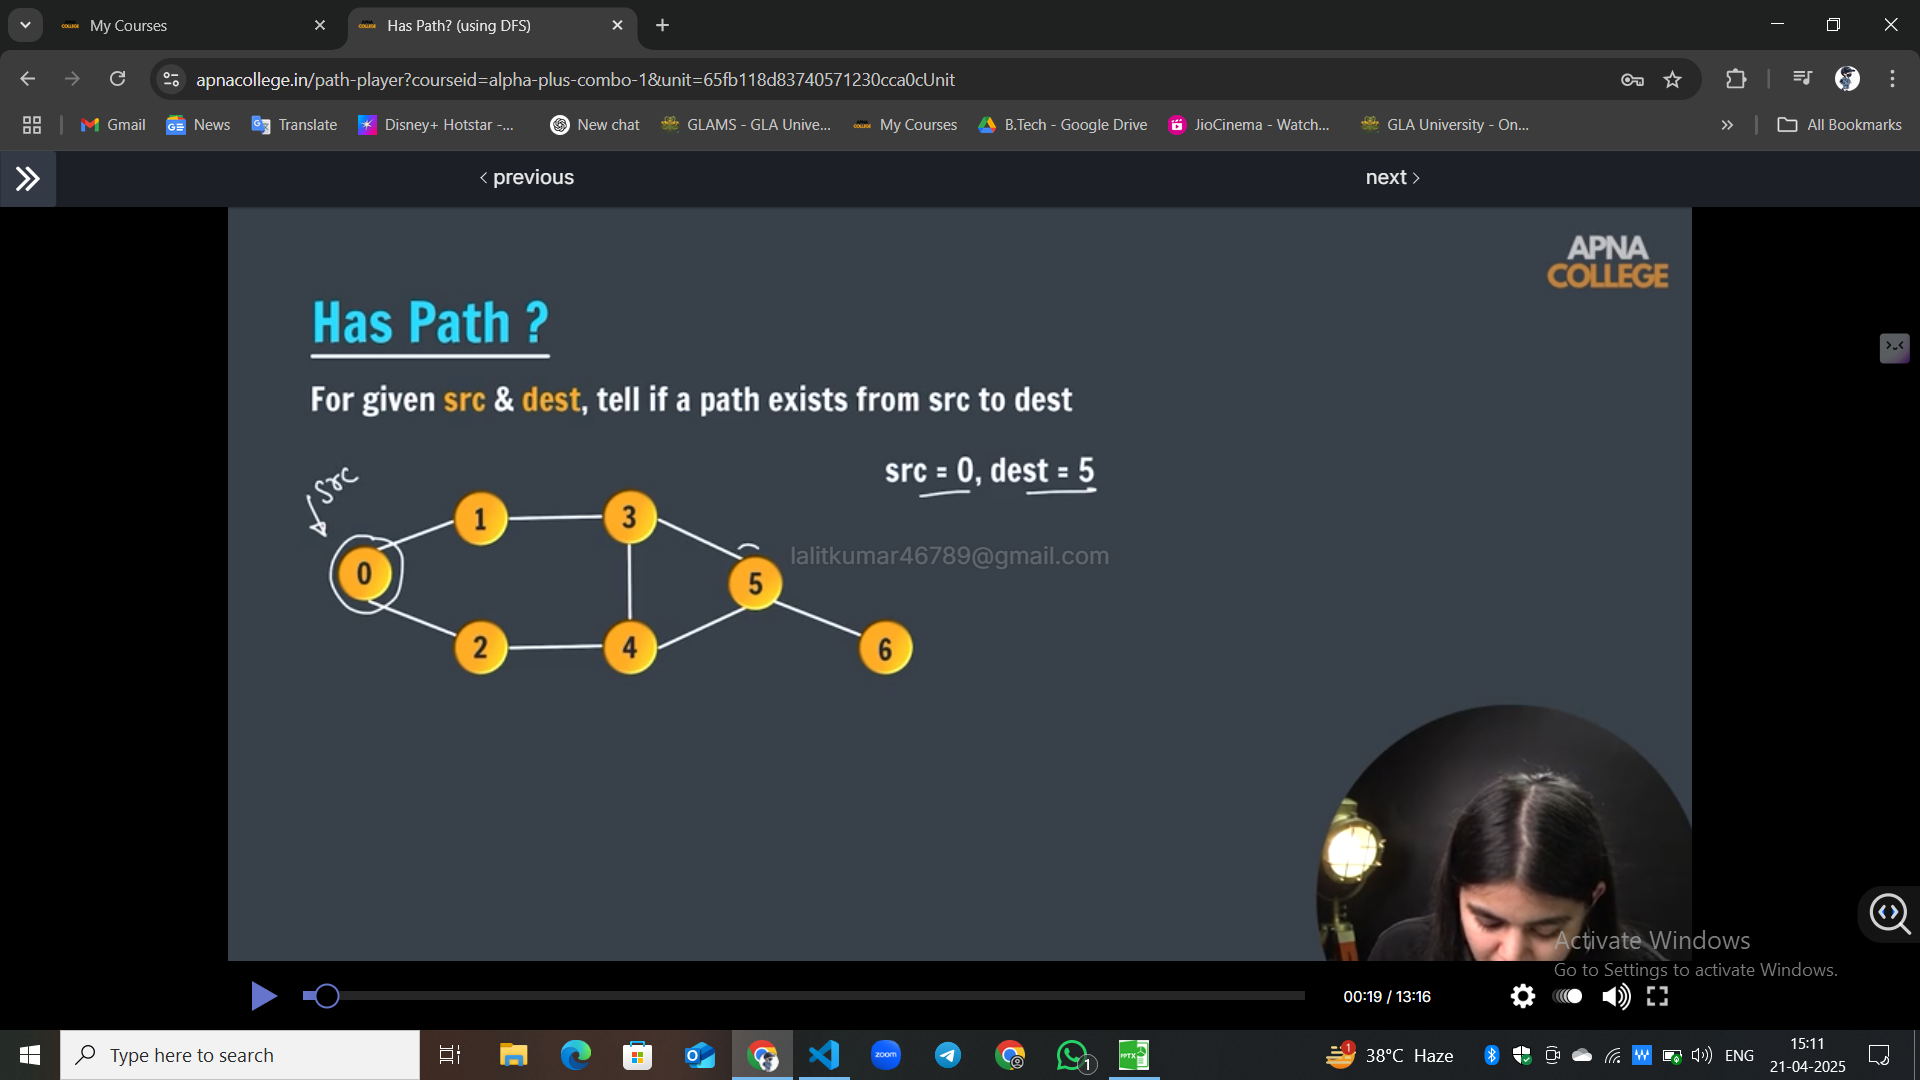 My Courses
Has Path? (using DFS)
apnacollege.in/path-player?courseid=alpha-plus-combo-1&unit=65fb118d83740571230cca0cUnit
Gmail
News
Translate
Disney+ Hotstar -...
New chat
GLAMS - GLA Unive...
My Courses
B.Tech - Google Drive
JioCinema - Watch...
GLA University - On...
All Bookmarks
previous
next
APNA
COLLEGE
Has Path ?
For given src & dest, tell if a path exists from src to dest
src = 0, dest = 5
src
1
3
lalitkumar46789@gmail.com
0
5
2
4
6
Activate Windows
Go to Settings to activate Windows.
00:19 / 13:16
Type here to search
zoom
1
PPTX
1
38°C Haze
ENG
15:11
21-04-2025